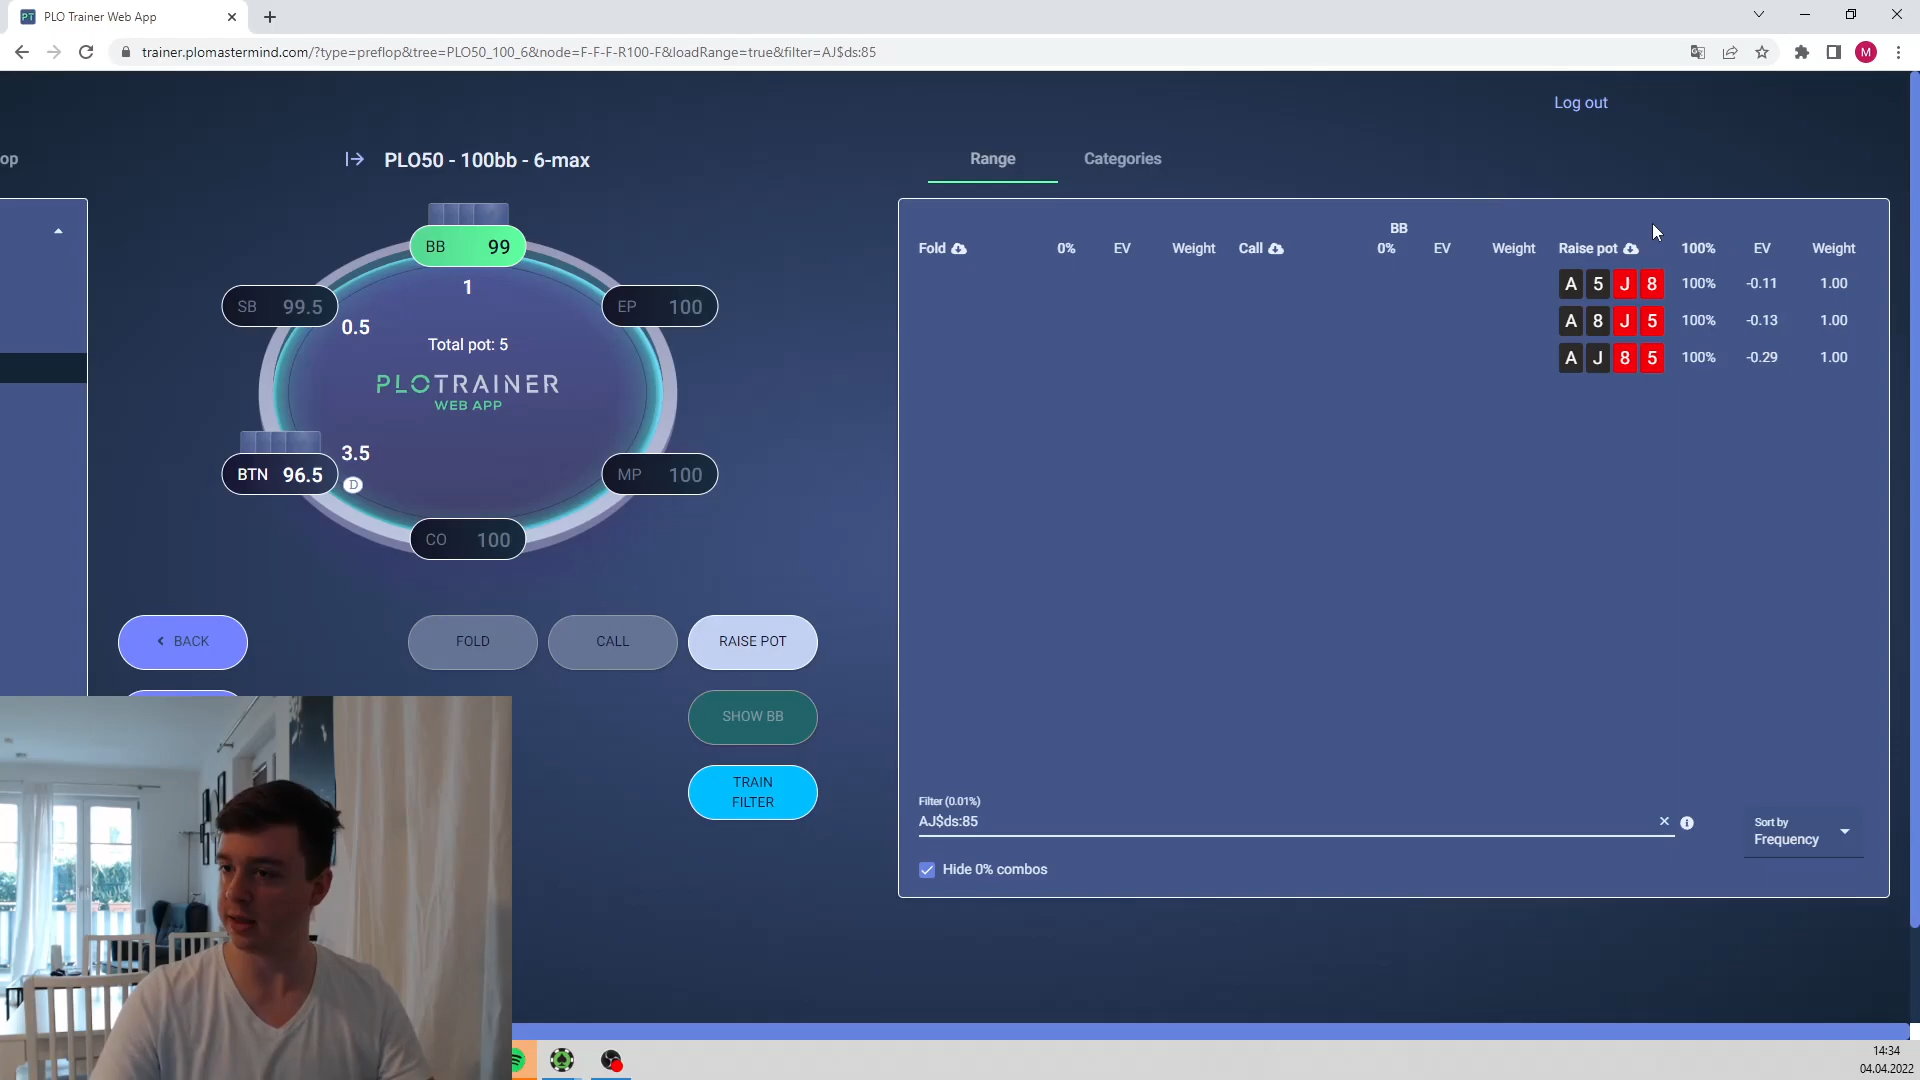 PT PLO Trainer Web App
trainer.plomastermind.com/?type=preflop&tree=PLO50_100_6&node=F-F-F-R100-F&loadRange=true&filter=AJ$ds:85
M
Log out
op
PLO50 - 100bb - 6-max
Range Categories
BB 99
1
SB 99.5
0.5
EP 100
Total pot: 5
PLOTRAINER
WEB APP
3.5
BTN 96.5
D
MP 100
CO 100
BACK FOLD CALL RAISE POT
SHOW BB
TRAIN
FILTER
BB
Fold 0% EV Weight Call 0% EV Weight Raise pot 100% EV Weight
A 5 J 8 100% -0.11 1.00
A 8 J 5 100% -0.13 1.00
A J 8 5 100% -0.29 1.00
Filter (0.01%)
AJ$ds:85
Sort by
Frequency
Hide 0% combos
14:34
04.04.2022